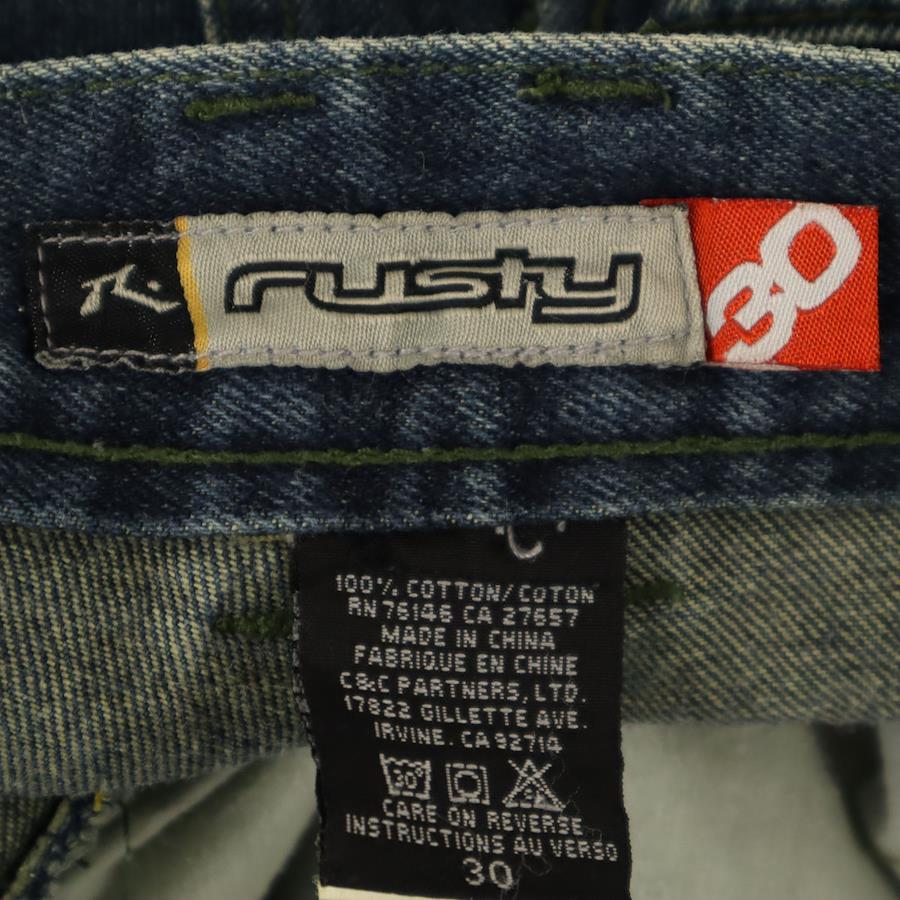 R.
rusty
30
100% COTTON/COTON
RN 76146 CA 27657
MADE IN CHINA
FABRIQUE EN CHINE
C&C PARTNERS, LTD.
17822 GILLETTE AVE.
IRVINE. CA 92714
30°
CARE ON REVERSE
INSTRUCTIONS AU VERSO
30